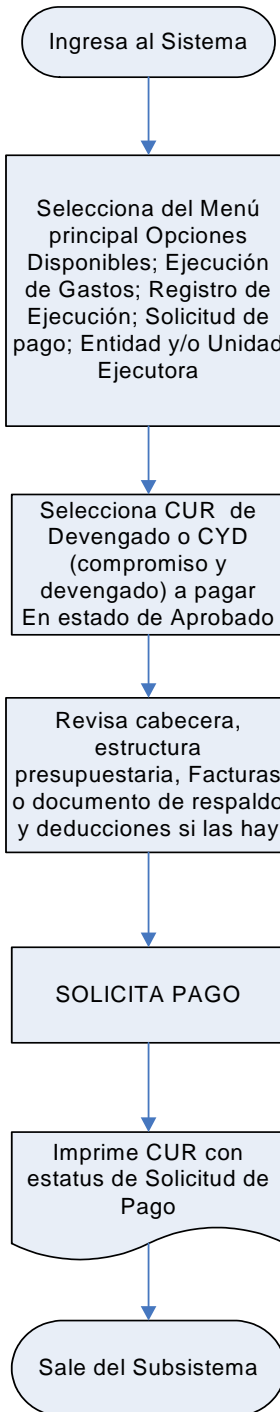 Ingresa al Sistema
Selecciona del Menú
principal Opciones
Disponibles; Ejecución
de Gastos; Registro de
Ejecución; Solicitud de
pago; Entidad y/o Unidad
Ejecutora
Selecciona CUR de
Devengado o CYD
(compromiso y
devengado) a pagar
En estado de Aprobado
Revisa cabecera,
estructura
presupuestaria, Facturas
o documento de respaldo
y deducciones si las hay
SOLICITA PAGO
Imprime CUR con
estatus de Solicitud de
Pago
Sale del Subsistema